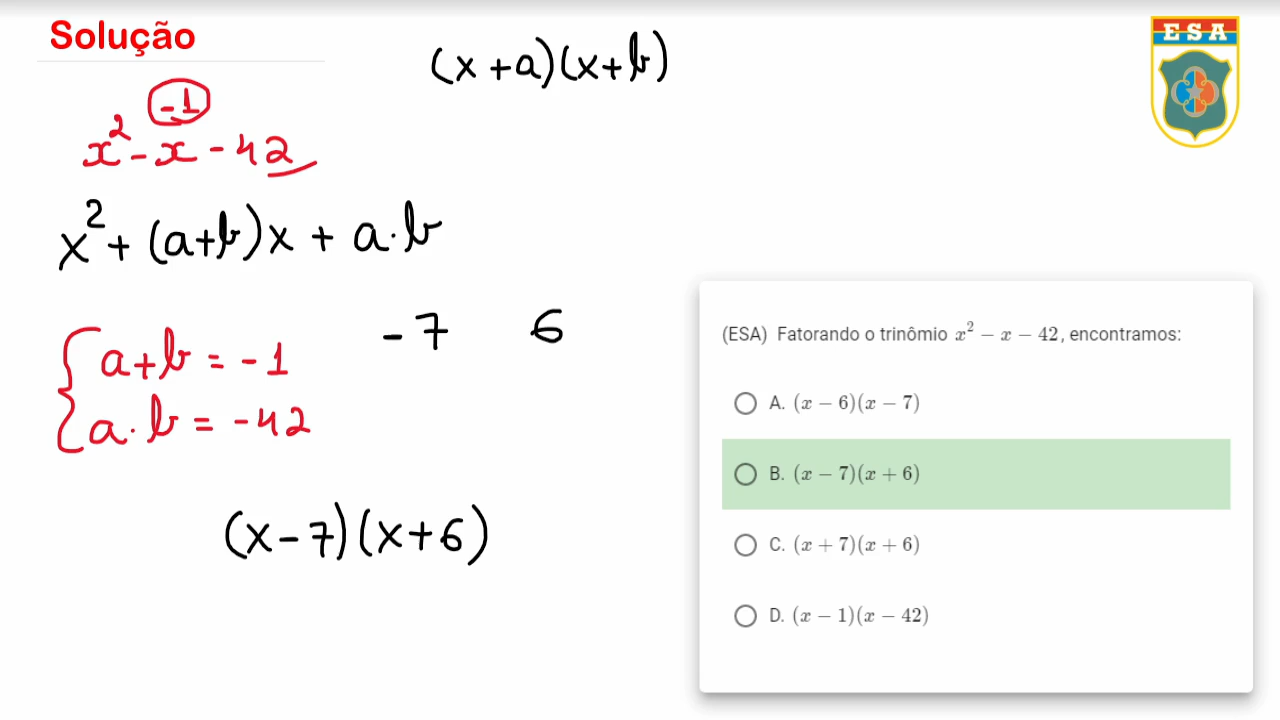 Solução
(x + a)(x + b)
ESA
-1
x² - x - 42
x² + (a+b)x + a·b
-7 6
a+b = -1
a·b = -42
(x-7)(x+6)
(ESA) Fatorando o trinômio x² − x − 42, encontramos:
A. (x − 6)(x − 7)
B. (x − 7)(x + 6)
C. (x + 7)(x + 6)
D. (x − 1)(x − 42)